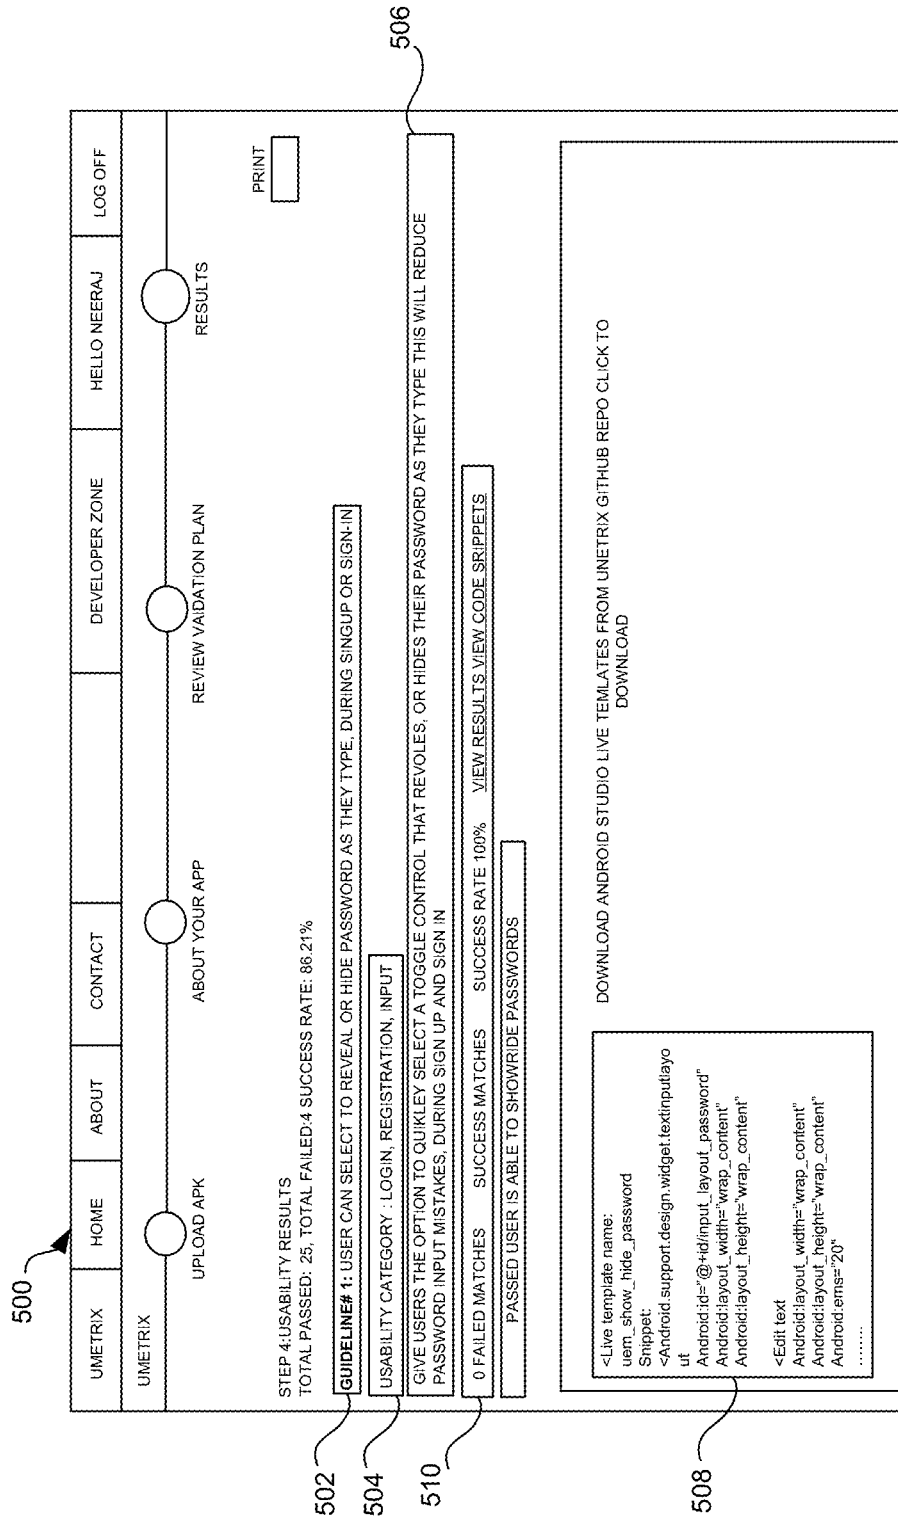 500
UMETRIX
HOME
ABOUT
CONTACT
DEVELOPER ZONE
HELLO NEERAJ
LOG OFF
UMETRIX
UPLOAD APK
ABOUT YOUR APP
REVIEW VAIDATION PLAN
RESULTS
PRINT
STEP 4:USABILITY RESULTS
TOTAL PASSED: 25, TOTAL FAILED:4 SUCCESS RATE: 86.21%
502
GUIDELINE# 1: USER CAN SELECT TO REVEAL OR HIDE PASSWORD AS THEY TYPE, DURING SINGUP OR SIGN-IN
504
USABILITY CATEGORY : LOGIN, REGISTRATION, INPUT
506
GIVE USERS THE OPTION TO QUIKLEY SELECT A TOGGLE CONTROL THAT REVOLES, OR HIDES THEIR PASSWORD AS THEY TYPE THIS WILL REDUCE
PASSWORD INPUT MISTAKES, DURING SIGN UP AND SIGN IN
510
0 FAILED MATCHES SUCCESS MATCHES SUCCESS RATE 100% VIEW RESULTS VIEW CODE SRIPPETS
PASSED USER IS ABLE TO SHOWRIDE PASSWORDS
DOWNLOAD ANDROID STUDIO LIVE TEMLATES FROM UNETRIX GITHUB REPO CLICK TO
DOWNLOAD
508
<Live template name:
uem_show_hide_password
Snippet:
<Android.support.design.widget.textinputlayo
ut
Android:id="@+id/input_layout_password"
Android:layout_width="wrap_content"
Android:layout_height="wrap_content"
<Edit text
Android:layout_width="wrap_content"
Android:layout_height="wrap_content"
Android:ems="20"
........